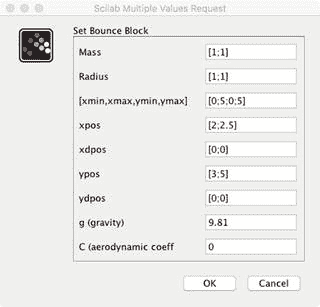 Scilab Multiple Values Request
Set Bounce Block
Mass [1;1]
Radius [1;1]
[xmin,xmax,ymin,ymax] [0;5;0;5]
xpos [2;2.5]
xdpos [0;0]
ypos [3;5]
ydpos [0;0]
g (gravity) 9.81
C (aerodynamic coeff 0
OK Cancel